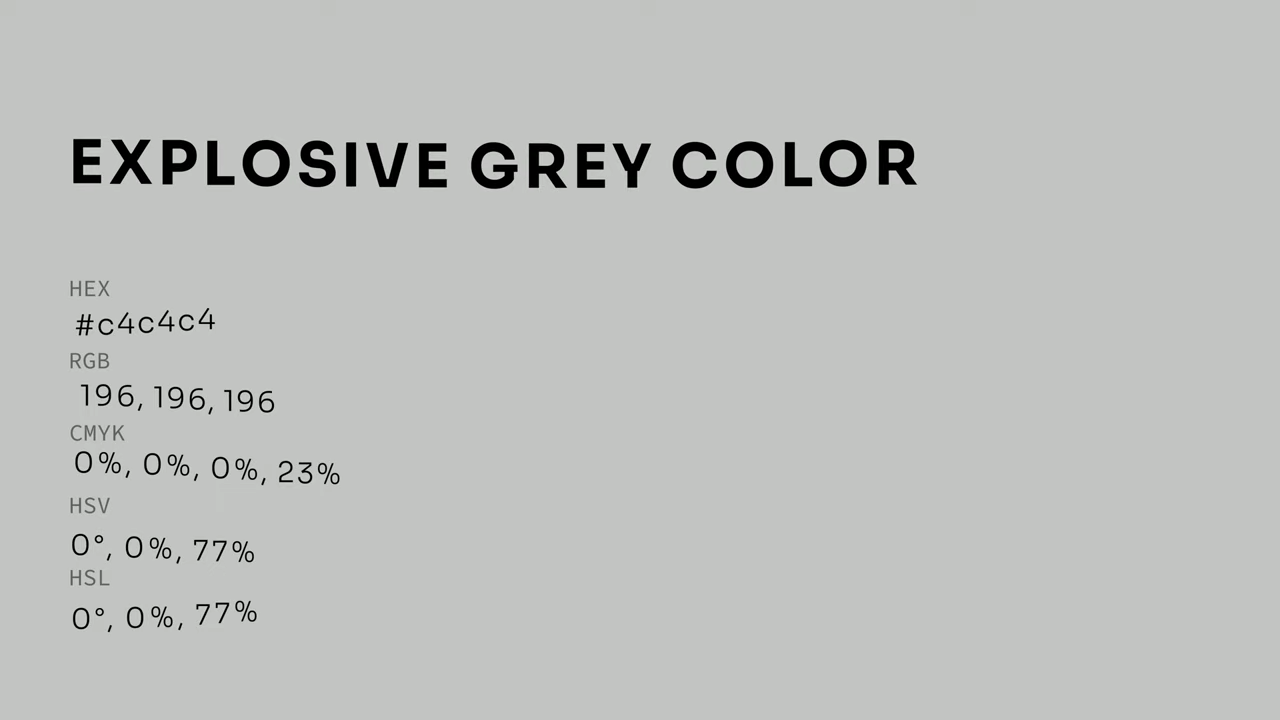 EXPLOSIVE GREY COLOR
HEX
#c4c4c4
RGB
196, 196, 196
CMYK
0%, 0%, 0%, 23%
HSV
0°, 0%, 77%
HSL
0°, 0%, 77%